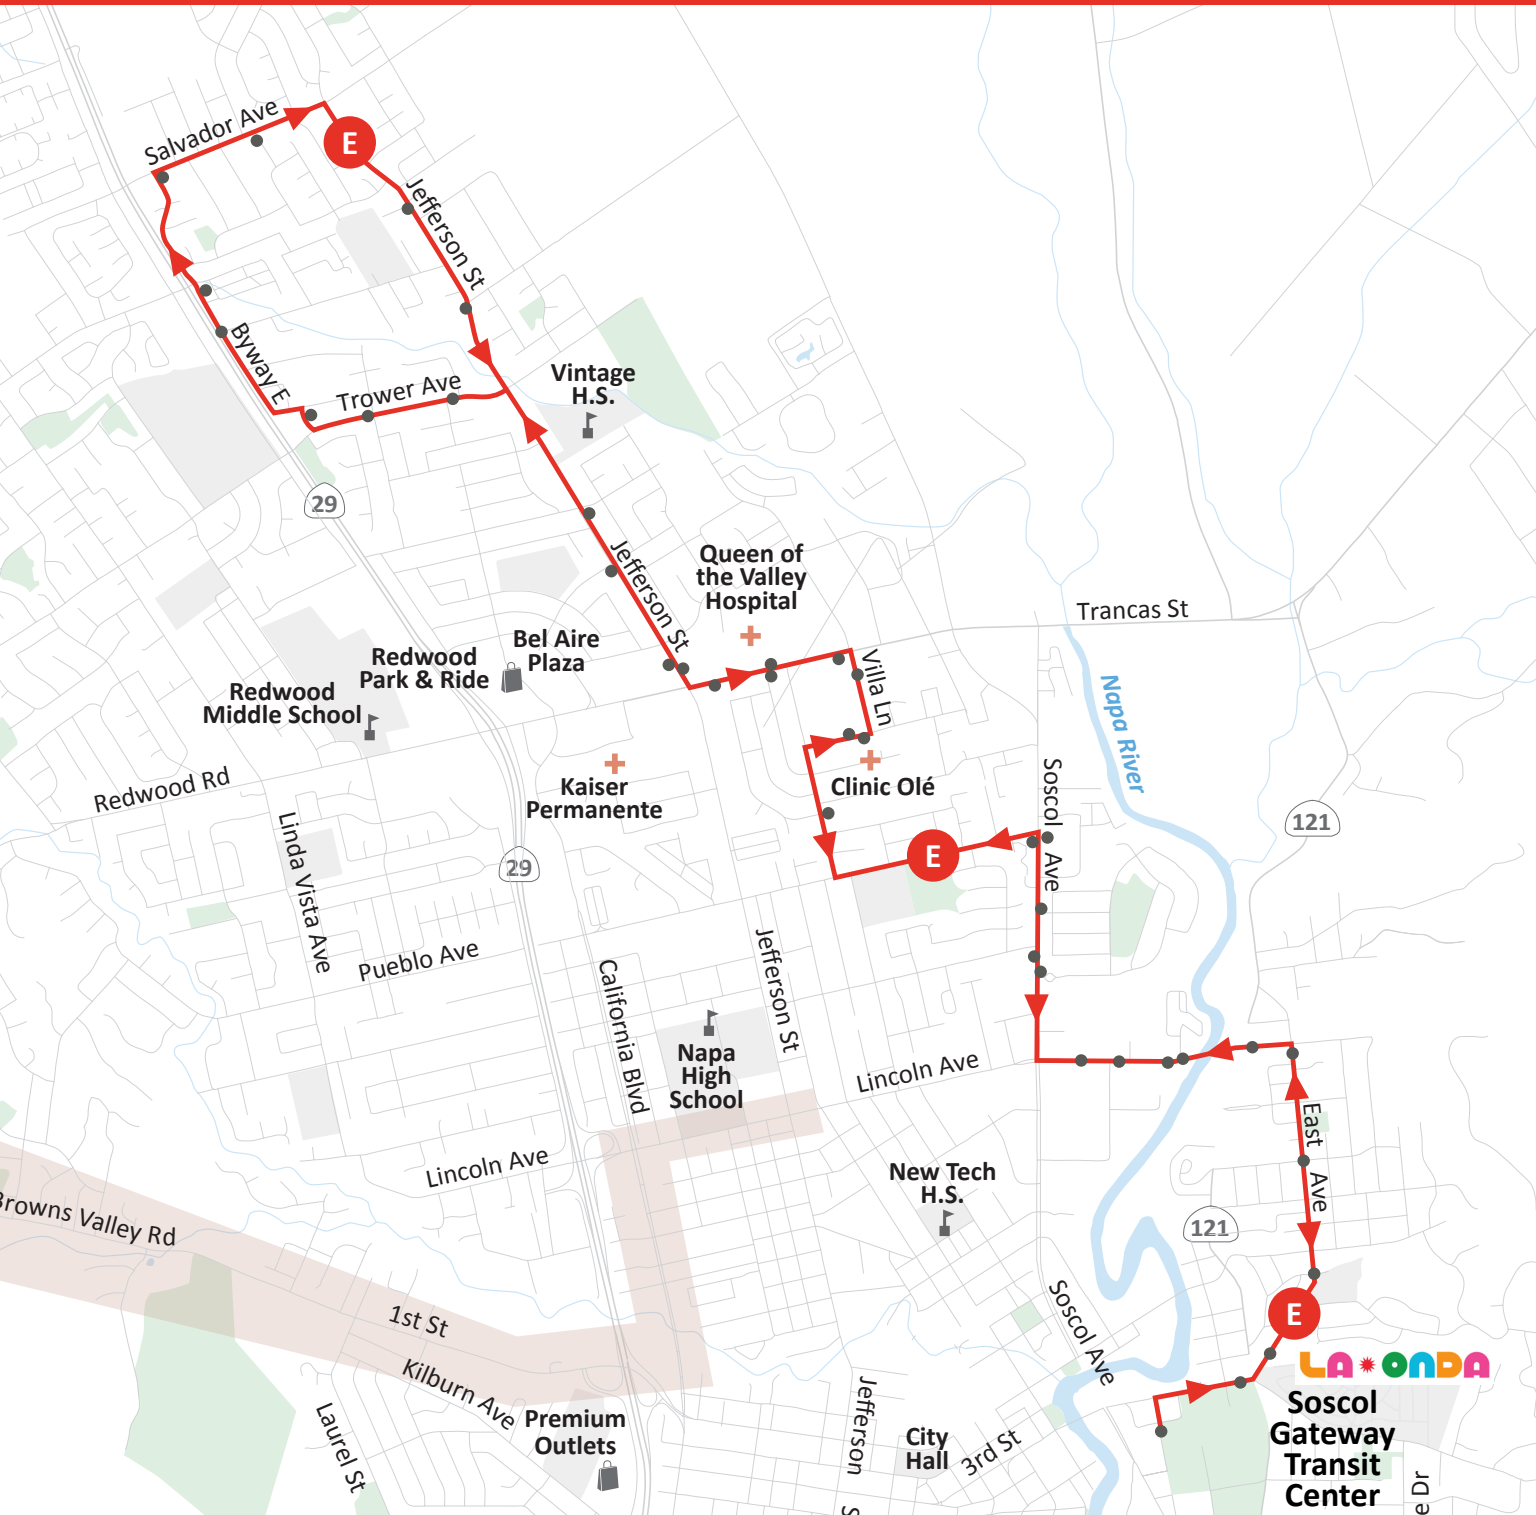 Salvador Ave
E
Jefferson St
Byway E
Trower Ave
Vintage
H.S.
29
Jefferson St
Queen of
the Valley
Hospital
Trancas St
Bel Aire
Plaza
Redwood
Park & Ride
Redwood
Middle School
Villa Ln
Napa River
Redwood Rd
Kaiser
Permanente
Clinic Olé
Soscol
Ave
121
Linda Vista Ave
29
E
Pueblo Ave
California Blvd
Jefferson St
Napa
High
School
Lincoln Ave
East
Ave
Lincoln Ave
New Tech
H.S.
Browns Valley Rd
121
1st St
Soscol Ave
E
LA ONDA
Kilburn Ave
Laurel St
Premium
Outlets
Jefferson S
City
Hall
3rd St
Soscol
Gateway
Transit
Center
e Dr